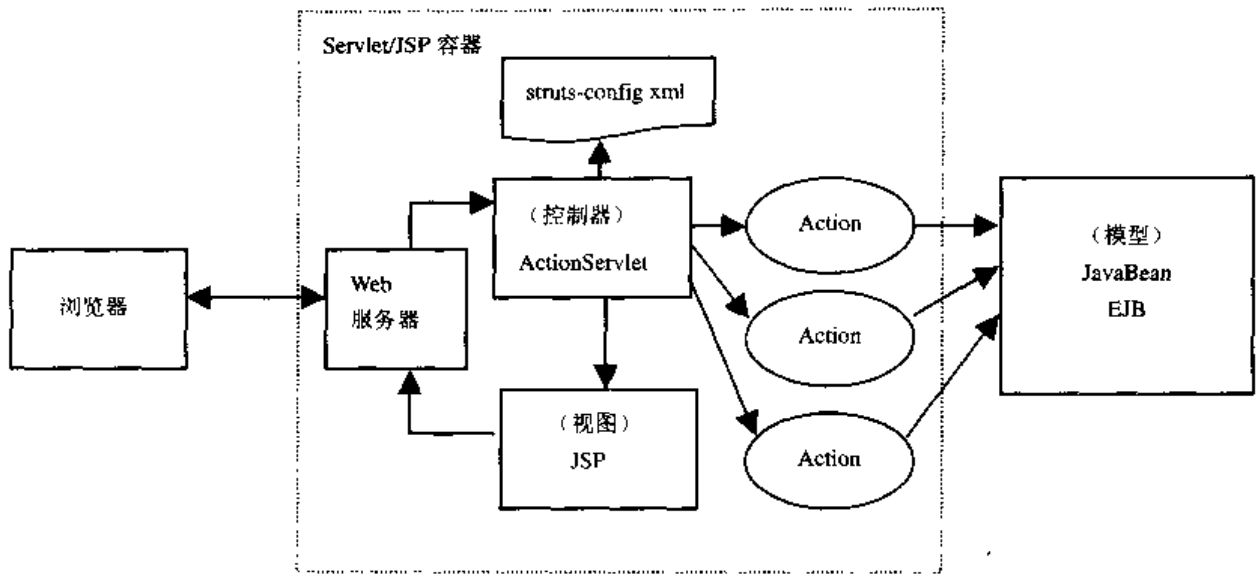 Servlet/JSP 容器
struts-config xml
（控制器）
ActionServlet
Action
（模型）
JavaBean
EJB
浏览器
Web
服务器
Action
（视图）
JSP
Action